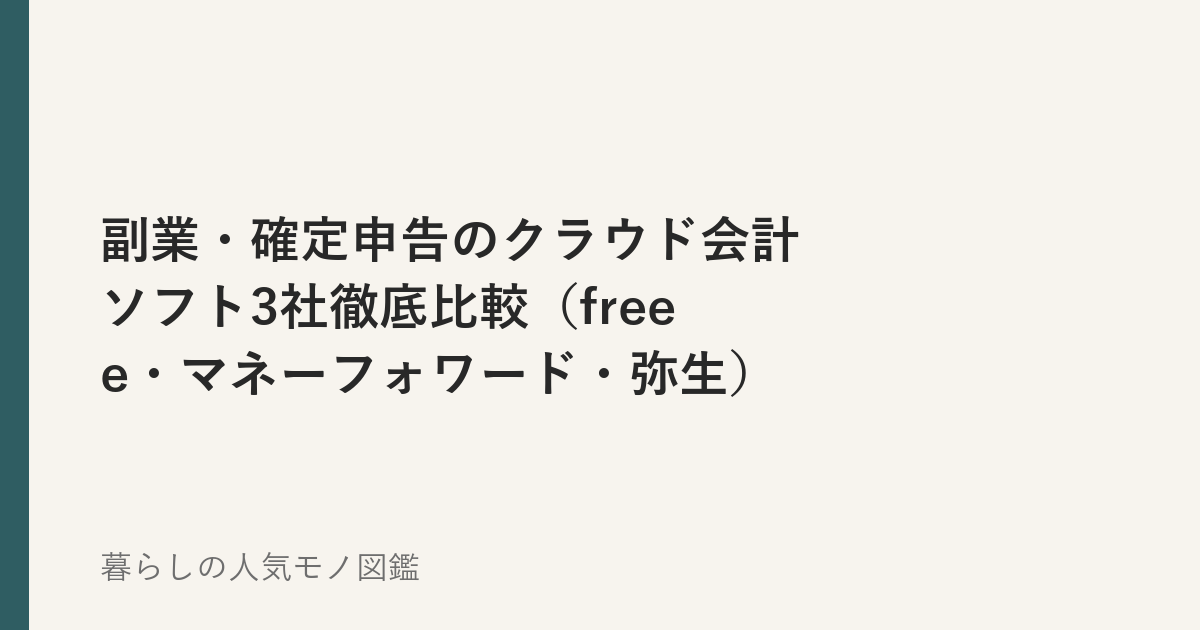 副業・確定申告のクラウド会計
ソフト3社徹底比較（free
e・マネーフォワード・弥生）
暮らしの人気モノ図鑑